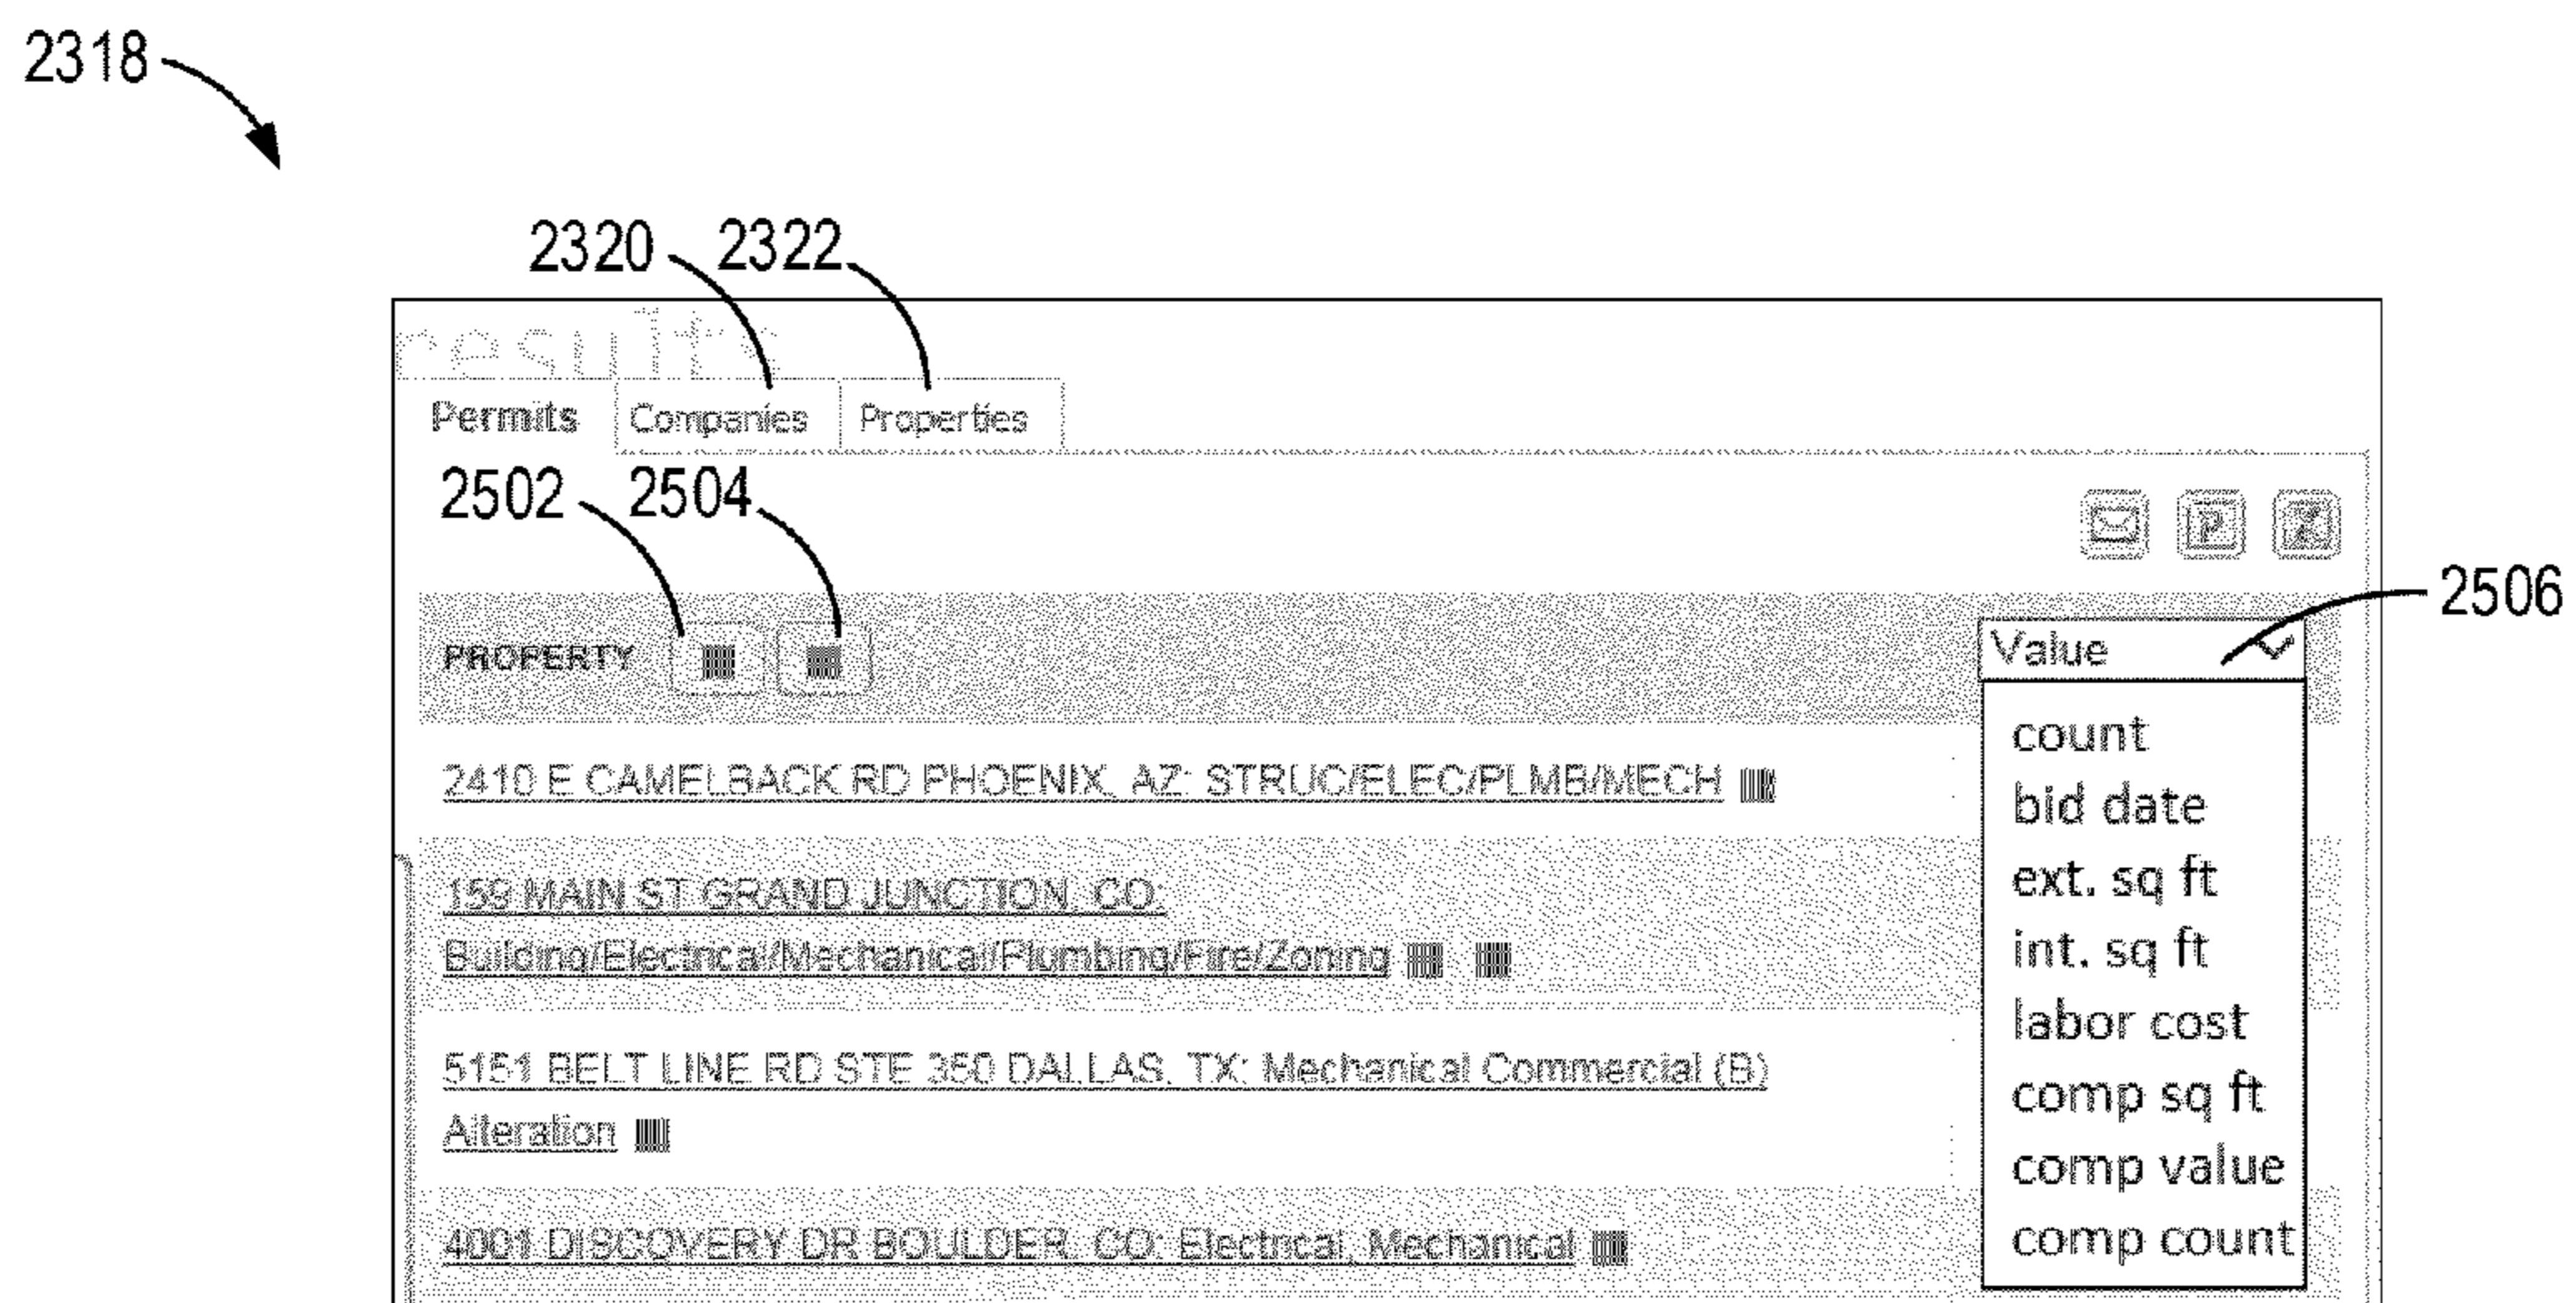 2318
2320 2322
results
Permits Companies Properties
2502 2504
2506
PROPERTY Value
count
2410 E CAMELBACK RD PHOENIX, AZ: STRUC/ELEC/PLMB/MECH
bid date
ext. sq ft
159 MAIN ST GRAND JUNCTION, CO:
int. sq ft
Building/Electrical/Mechanical/Plumbing/Fire/Zoning
labor cost
5151 BELT LINE RD STE 350 DALLAS, TX: Mechanical Commercial (B)
comp sq ft
Alteration
comp value
4001 DISCOVERY DR BOULDER, CO: Electrical, Mechanical
comp count